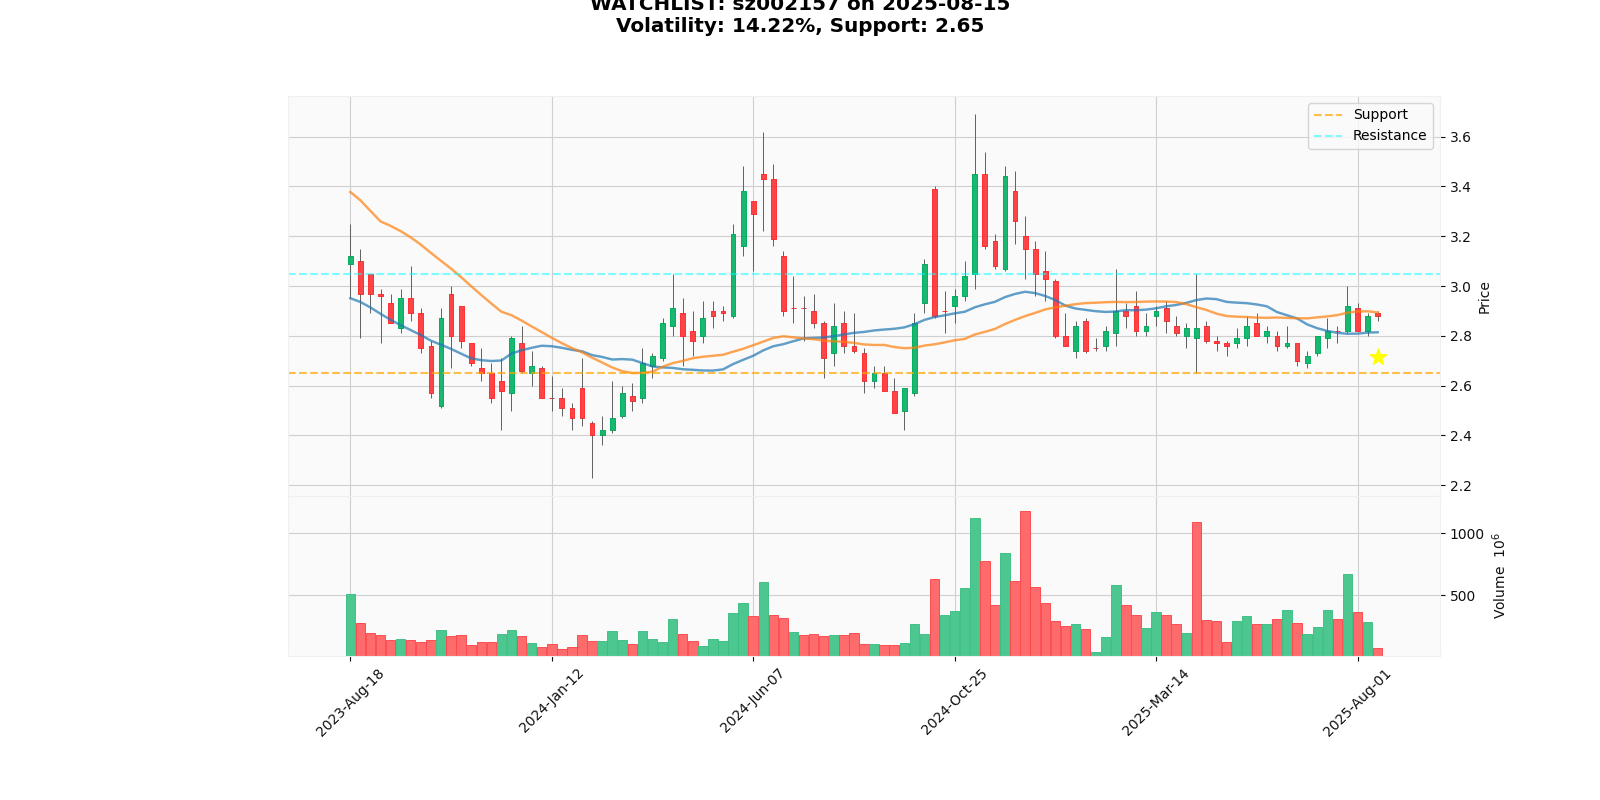 WATCHLIST: sz002157 on 2025-08-15
Volatility: 14.22%, Support: 2.65
Support
Resistance
3.6
3.4
3.2
3.0
2.8
2.6
2.4
2.2
Price
1000
500
Volume 10⁶
2023-Aug-18
2024-Jan-12
2024-Jun-07
2024-Oct-25
2025-Mar-14
2025-Aug-01